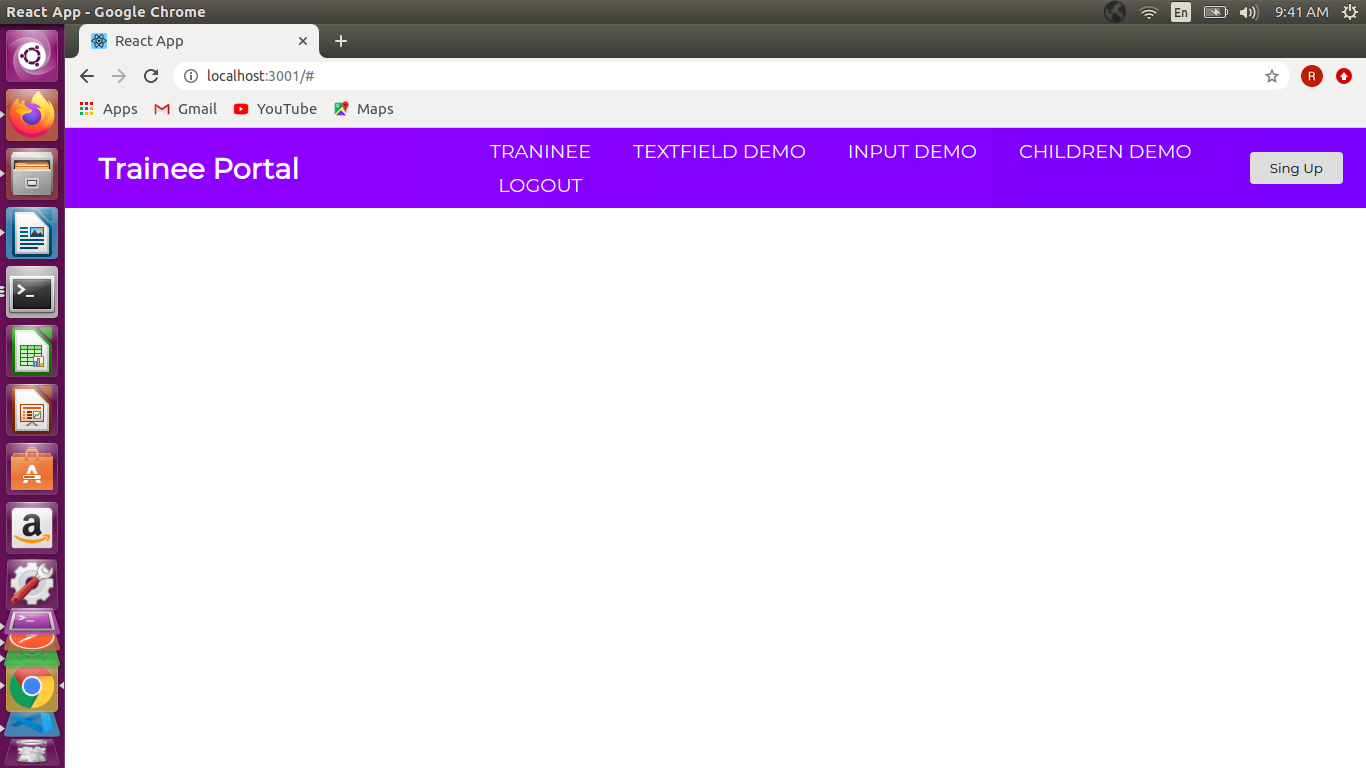 React App - Google Chrome
En
9:41 AM
React App
localhost:3001/#
R
Apps
Gmail
YouTube
Maps
Trainee Portal
TRANINEE TEXTFIELD DEMO INPUT DEMO CHILDREN DEMO
LOGOUT
Sing Up